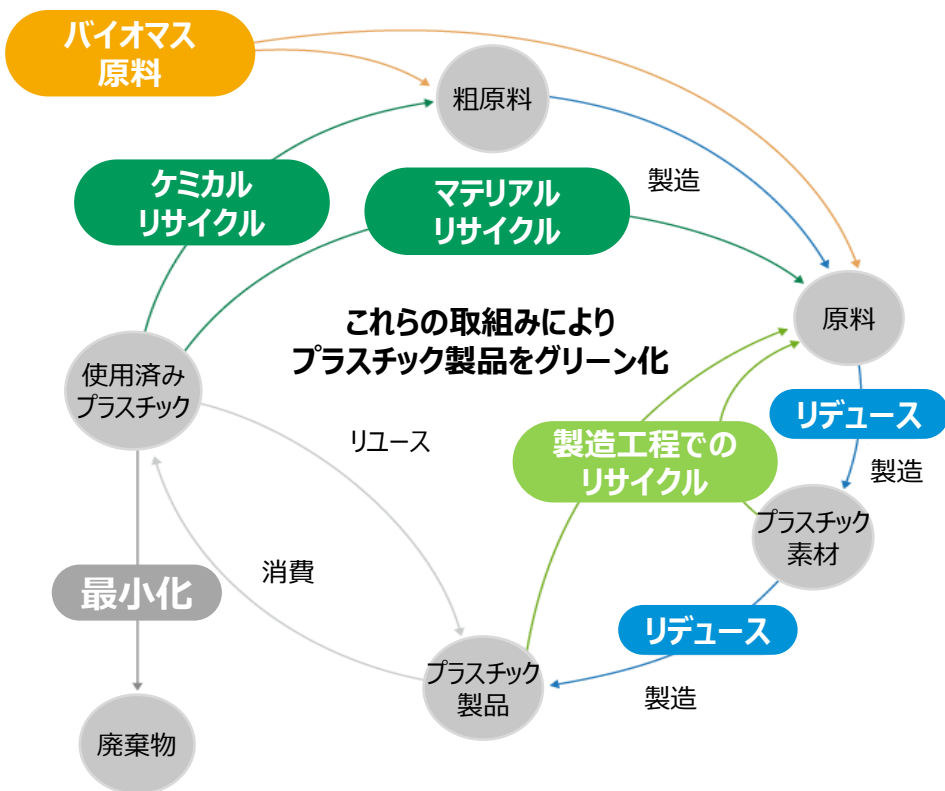 バイオマス
原料
粗原料
ケミカル
リサイクル
マテリアル
リサイクル
製造
これらの取組みにより
プラスチック製品をグリーン化
原料
使用済み
プラスチック
リデュース
リユース
製造工程での
リサイクル
製造
プラスチック
素材
消費
最小化
リデュース
プラスチック
製品
製造
廃棄物